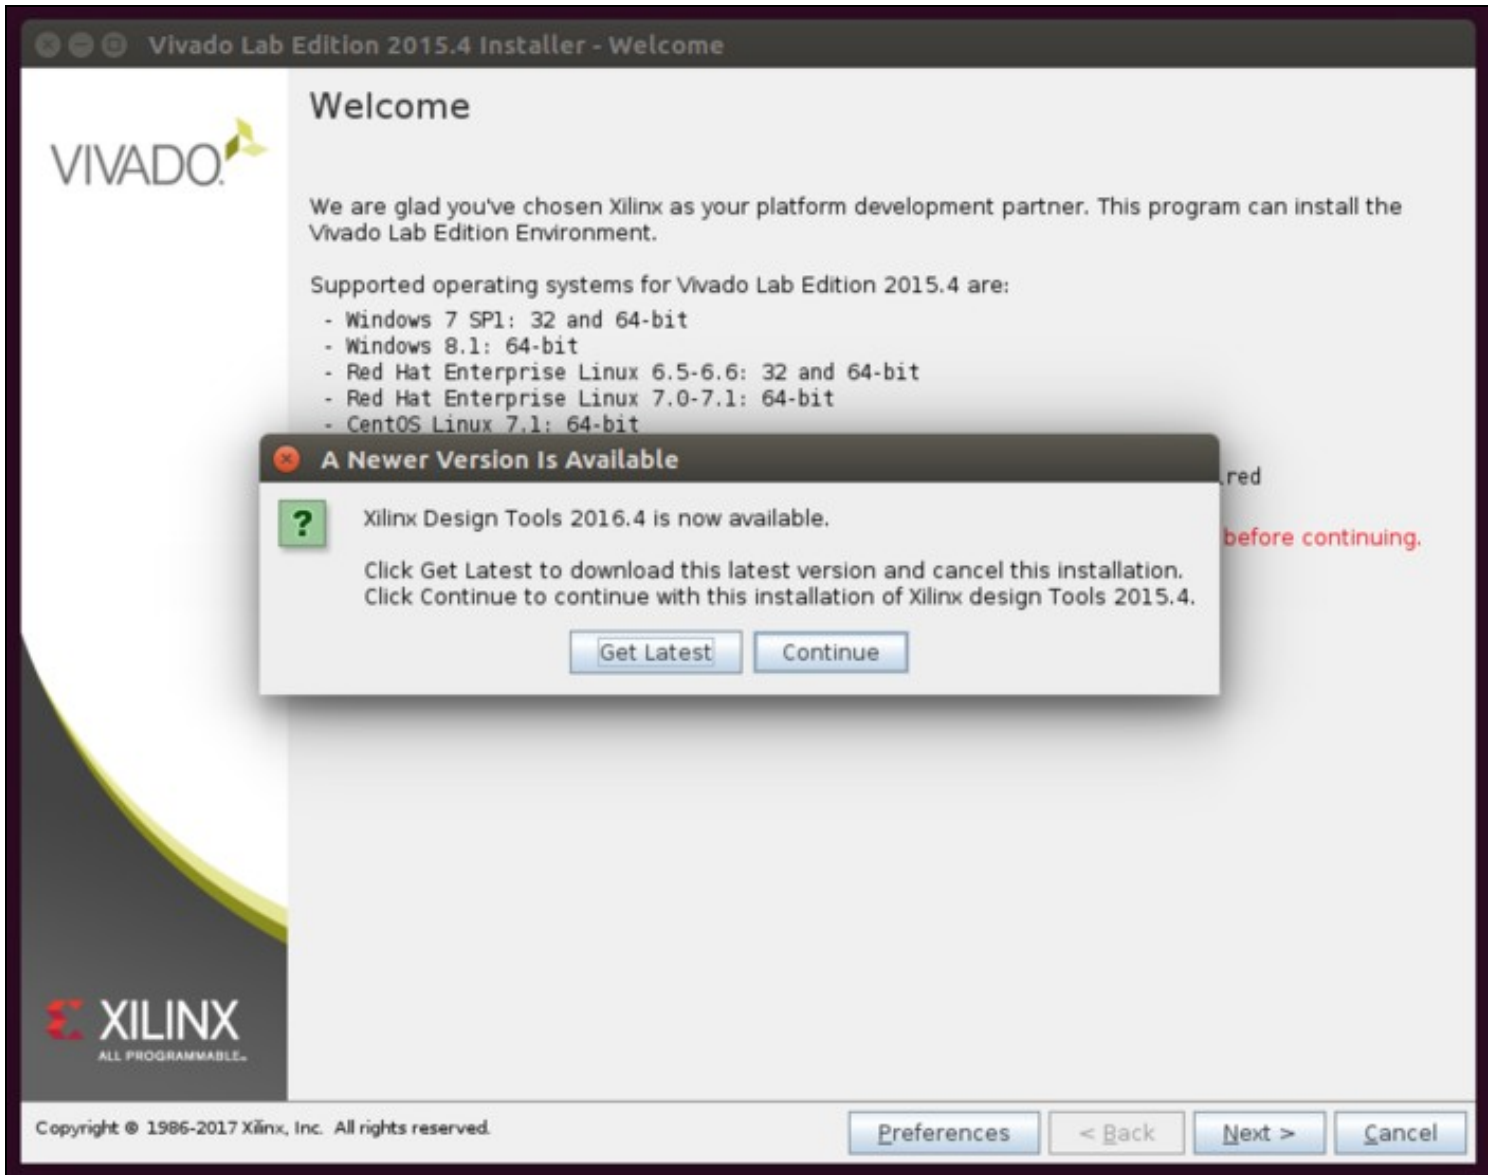 Vivado Lab Edition 2015.4 Installer - Welcome
VIVADO.
Welcome
We are glad you've chosen Xilinx as your platform development partner. This program can install the
Vivado Lab Edition Environment.
Supported operating systems for Vivado Lab Edition 2015.4 are:
- Windows 7 SP1: 32 and 64-bit
- Windows 8.1: 64-bit
- Red Hat Enterprise Linux 6.5-6.6: 32 and 64-bit
- Red Hat Enterprise Linux 7.0-7.1: 64-bit
- CentOS Linux 7.1: 64-bit
A Newer Version Is Available
before continuing.
Xilinx Design Tools 2016.4 is now available.
Click Get Latest to download this latest version and cancel this installation.
Click Continue to continue with this installation of Xilinx design Tools 2015.4.
Get Latest Continue
XILINX
ALL PROGRAMMABLE™
Copyright © 1986-2017 Xilinx, Inc. All rights reserved.
Preferences < Back Next > Cancel